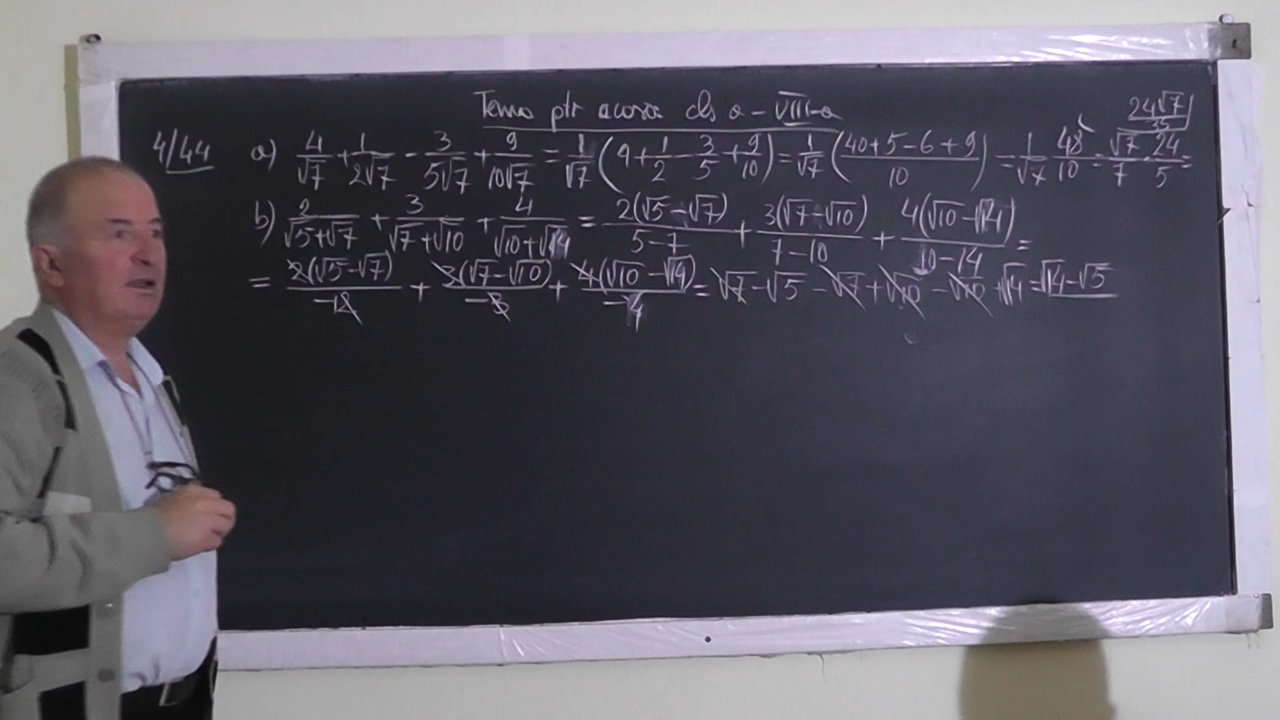 Tema ptr acasa cls a-VIII-a
4/44 a) 4/√7 + 1/2√7 - 3/5√7 + 9/10√7 = 1/√7 (4 + 1/2 - 3/5 + 9/10) = 1/√7 ((40+5-6+9)/10) = 1/√7 48/10 = √7/7 · 24/5 = 24√7/35
b) 2/(√5+√7) + 3/(√7+√10) + 4/(√10+√14) = 2(√5-√7)/(5-7) + 3(√7-√10)/(7-10) + 4(√10-√14)/(10-14) =
= 2(√5-√7)/-2 + 3(√7-√10)/-3 + 4(√10-√14)/-4 = √7-√5-√7+√10-√10+√14 = √14-√5